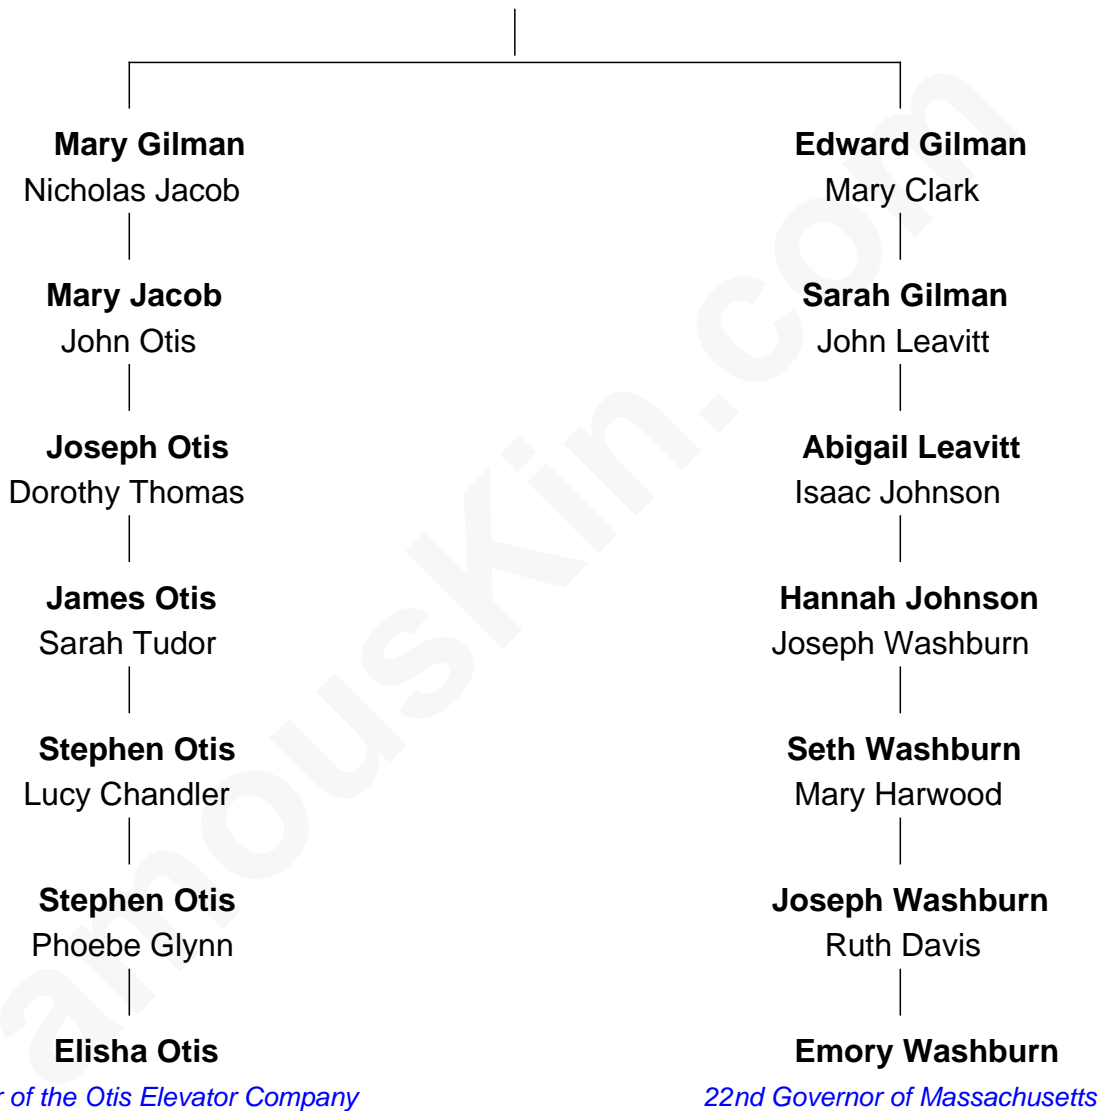 Mary Gilman
Nicholas Jacob
Mary Jacob
John Otis
Joseph Otis
Dorothy Thomas
James Otis
Sarah Tudor
Stephen Otis
Lucy Chandler
Stephen Otis
Phoebe Glynn
Elisha Otis
of the Otis Elevator Company
Edward Gilman
Mary Clark
Sarah Gilman
John Leavitt
Abigail Leavitt
Isaac Johnson
Hannah Johnson
Joseph Washburn
Seth Washburn
Mary Harwood
Joseph Washburn
Ruth Davis
Emory Washburn
22nd Governor of Massachusetts
amousKin.com